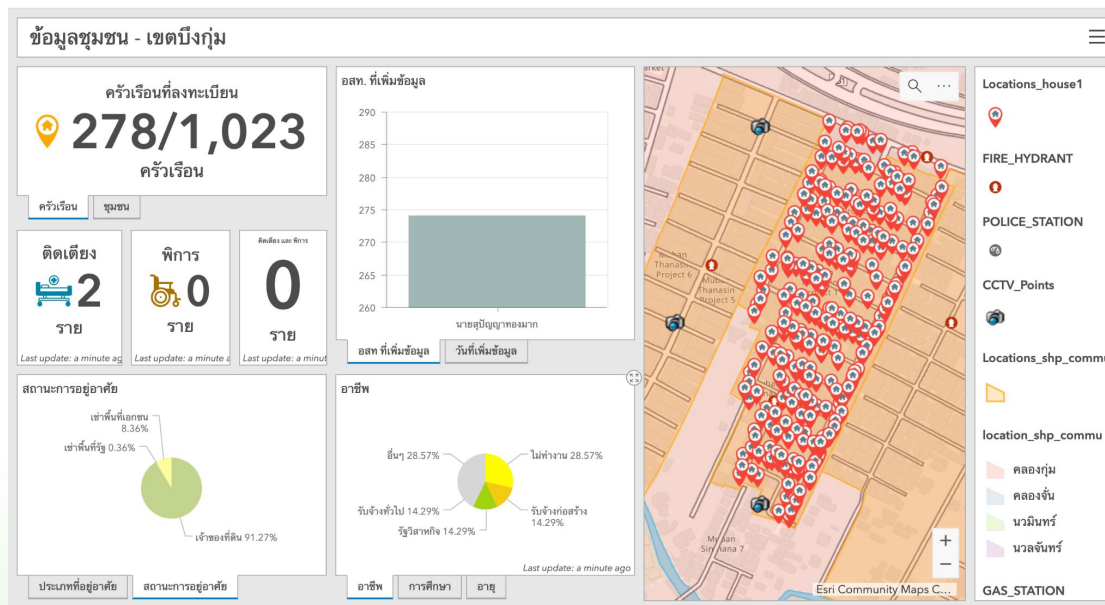 ข้อมูลชุมชน - เขตบึงกุ่ม
ครัวเรือนที่ลงทะเบียน
278/1,023
ครัวเรือน
ครัวเรือน
ชุมชน
ติดเตียง
2
ราย
Last update: a minute ag
พิการ
0
ราย
Last update: a minute a
ติดเตียง และ พิการ
0
ราย
Last update: a minut
อสท. ที่เพิ่มข้อมูล
290
285
280
275
270
265
260
นายสุปัญญาทองมาก
อสท ที่เพิ่มข้อมูล
วันที่เพิ่มข้อมูล
สถานะการอยู่อาศัย
เช่าพื้นที่เอกชน
8.36%
เช่าพื้นที่รัฐ 0.36%
เจ้าของที่ดิน 91.27%
ประเภทที่อยู่อาศัย
สถานะการอยู่อาศัย
อาชีพ
อื่นๆ 28.57%
ไม่ทำงาน 28.57%
รับจ้างทั่วไป 14.29%
รับจ้างก่อสร้าง
14.29%
รัฐวิสาหกิจ 14.29%
Last update: a minute ago
อาชีพ
การศึกษา
อายุ
Market
Muban
Thanasin
Project 6
Thanasin
Project 5
Muban
Sinthana 7
+
−
Esri Community Maps C...
Locations_house1
FIRE_HYDRANT
POLICE_STATION
CCTV_Points
Locations_shp_commu
location_shp_commu
คลองกุ่ม
คลองจั่น
นวมินทร์
นวลจันทร์
GAS_STATION